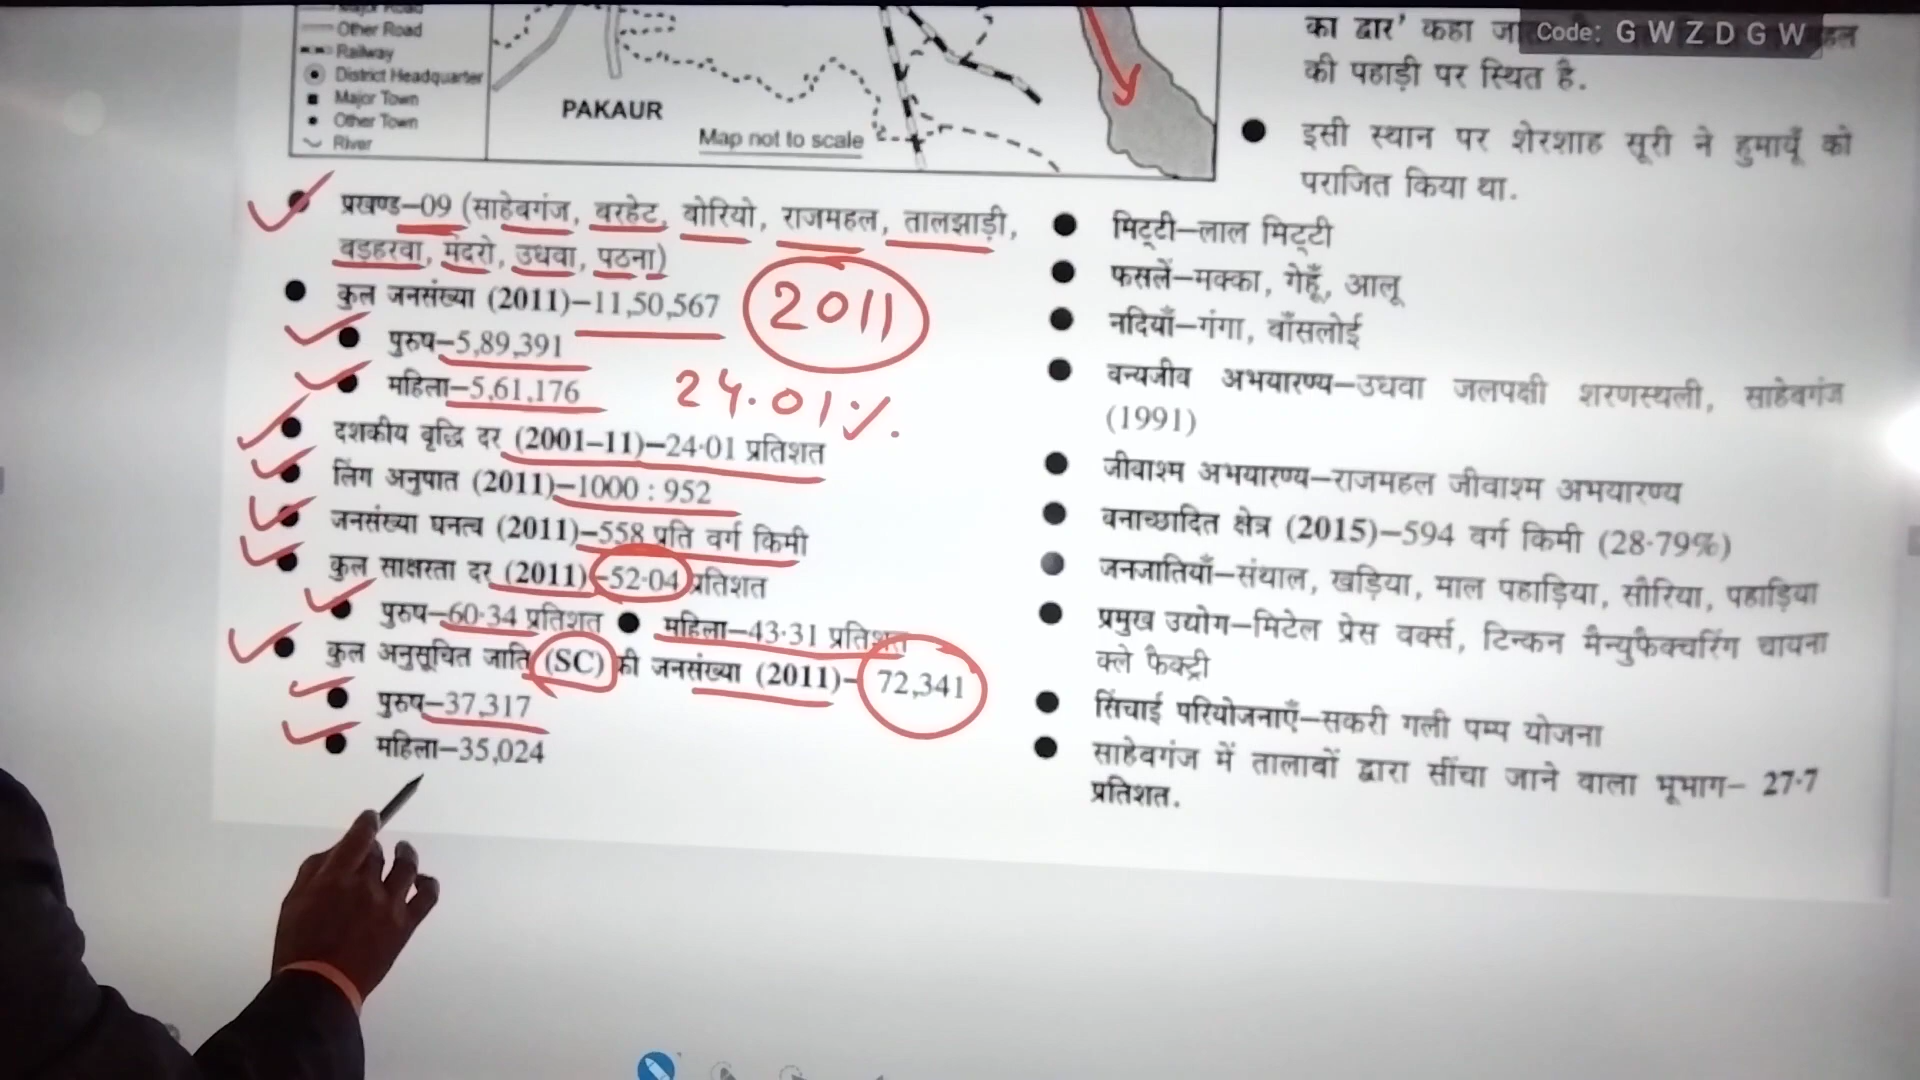 Major Road
Other Road
Railway
District Headquarter
Major Town
Other Town
River
PAKAUR
Map not to scale
प्रखण्ड–09 (साहेबगंज, बरहेट, बोरियो, राजमहल, तालझाड़ी,
बड़हरवा, मंदरो, उधवा, पठना)
कुल जनसंख्या (2011)–11,50,567
2011
पुरुष–5,89,391
महिला–5,61,176
24.01%.
दशकीय वृद्धि दर (2001–11)–24·01 प्रतिशत
लिंग अनुपात (2011)–1000 : 952
जनसंख्या घनत्व (2011)–558 प्रति वर्ग किमी
कुल साक्षरता दर (2011)–52·04 प्रतिशत
पुरुष–60·34 प्रतिशत ● महिला–43·31 प्रतिशत
कुल अनुसूचित जाति (SC) की जनसंख्या (2011)– 72,341
पुरुष–37,317
महिला–35,024
का द्वार’ कहा
Code: G W Z D G W
की पहाड़ी पर स्थित है.
इसी स्थान पर शेरशाह सूरी ने हुमायूँ को
पराजित किया था.
मिट्टी–लाल मिट्टी
फसलें–मक्का, गेहूँ, आलू
नदियाँ–गंगा, बाँसलोई
वन्यजीव अभयारण्य–उधवा जलपक्षी शरणस्थली, साहेबगंज
(1991)
जीवाश्म अभयारण्य–राजमहल जीवाश्म अभयारण्य
वनाच्छादित क्षेत्र (2015)–594 वर्ग किमी (28·79%)
जनजातियाँ–संथाल, खड़िया, माल पहाड़िया, सौरिया, पहाड़िया
प्रमुख उद्योग–मिटेल प्रेस वर्क्स, टिन्कन मैन्युफैक्चरिंग चायना
क्ले फैक्ट्री
सिंचाई परियोजनाएँ–सकरी गली पम्प योजना
साहेबगंज में तालाबों द्वारा सींचा जाने वाला भूभाग– 27·7
प्रतिशत.